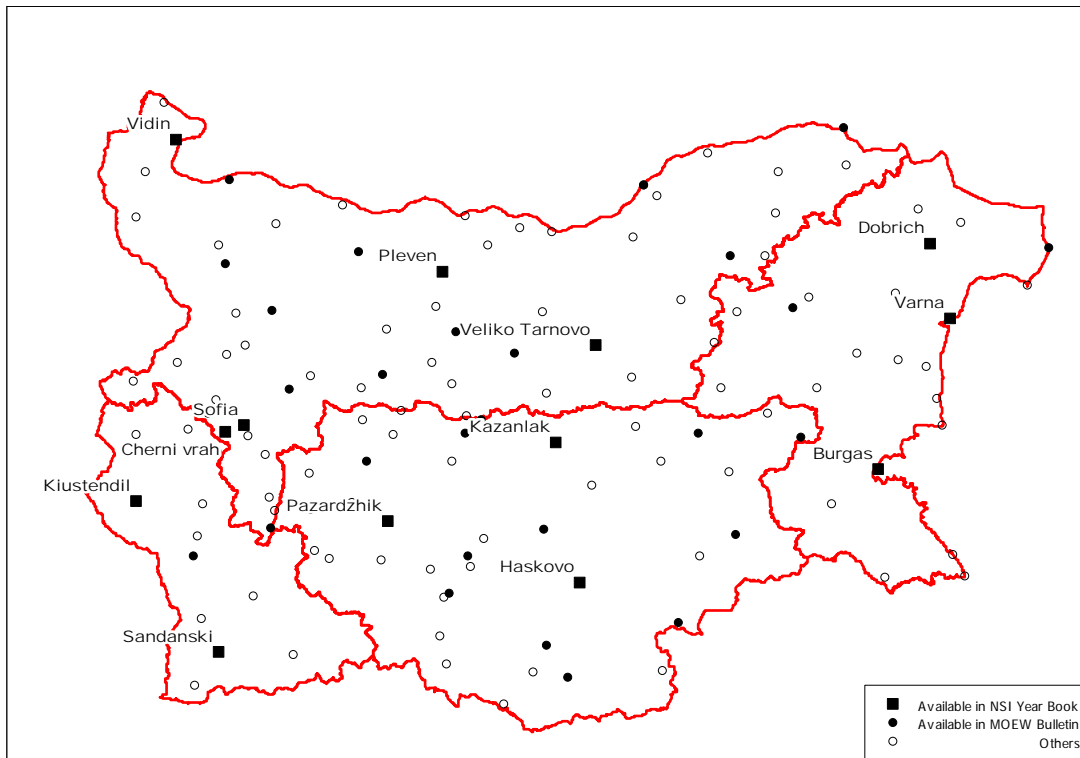 Vidin
Dobrich
Pleven
Varna
Veliko Tarnovo
Sofia
Kazanlak
Cherni vrah
Burgas
Kiustendil
Pazardžhik
Haskovo
Sandanski
Available in NSI Year Book
Available in MOEW Bulletin
Others